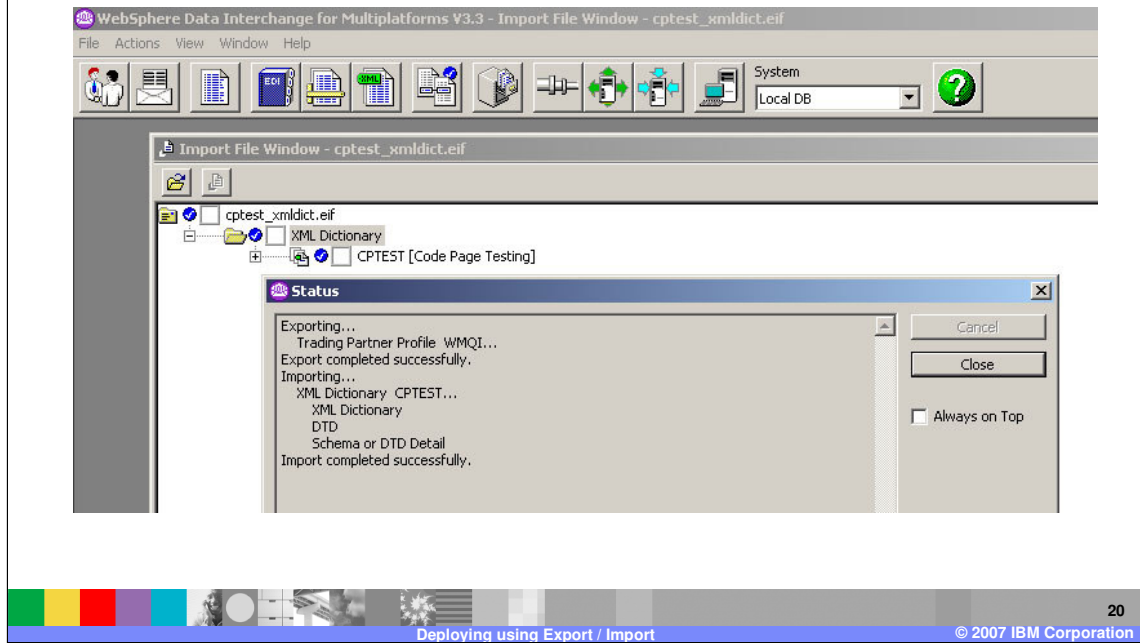 WebSphere Data Interchange for Multiplatforms V3.3 - Import File Window - cptest_xmldict.eif
File Actions View Window Help
EDI
XML
System
Local DB
Import File Window - cptest_xmldict.eif
cptest_xmldict.eif
XML Dictionary
CPTEST [Code Page Testing]
Status
Exporting...
Trading Partner Profile WMQI...
Export completed successfully.
Importing...
XML Dictionary CPTEST...
XML Dictionary
DTD
Schema or DTD Detail
Import completed successfully.
Cancel
Close
Always on Top
20
Deploying using Export / Import
© 2007 IBM Corporation